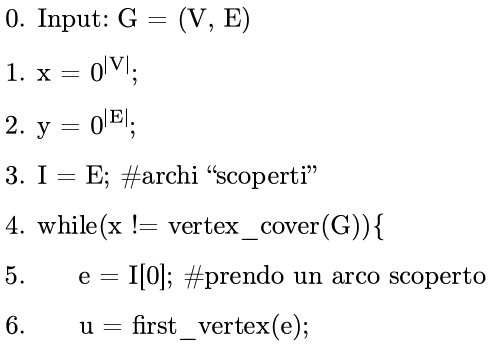 0. Input: G = (V, E)
1. x = 0^|V|;
2. y = 0^|E|;
3. I = E; #archi “scoperti”
4. while(x != vertex_cover(G)){
5. e = I[0]; #prendo un arco scoperto
6. u = first_vertex(e);